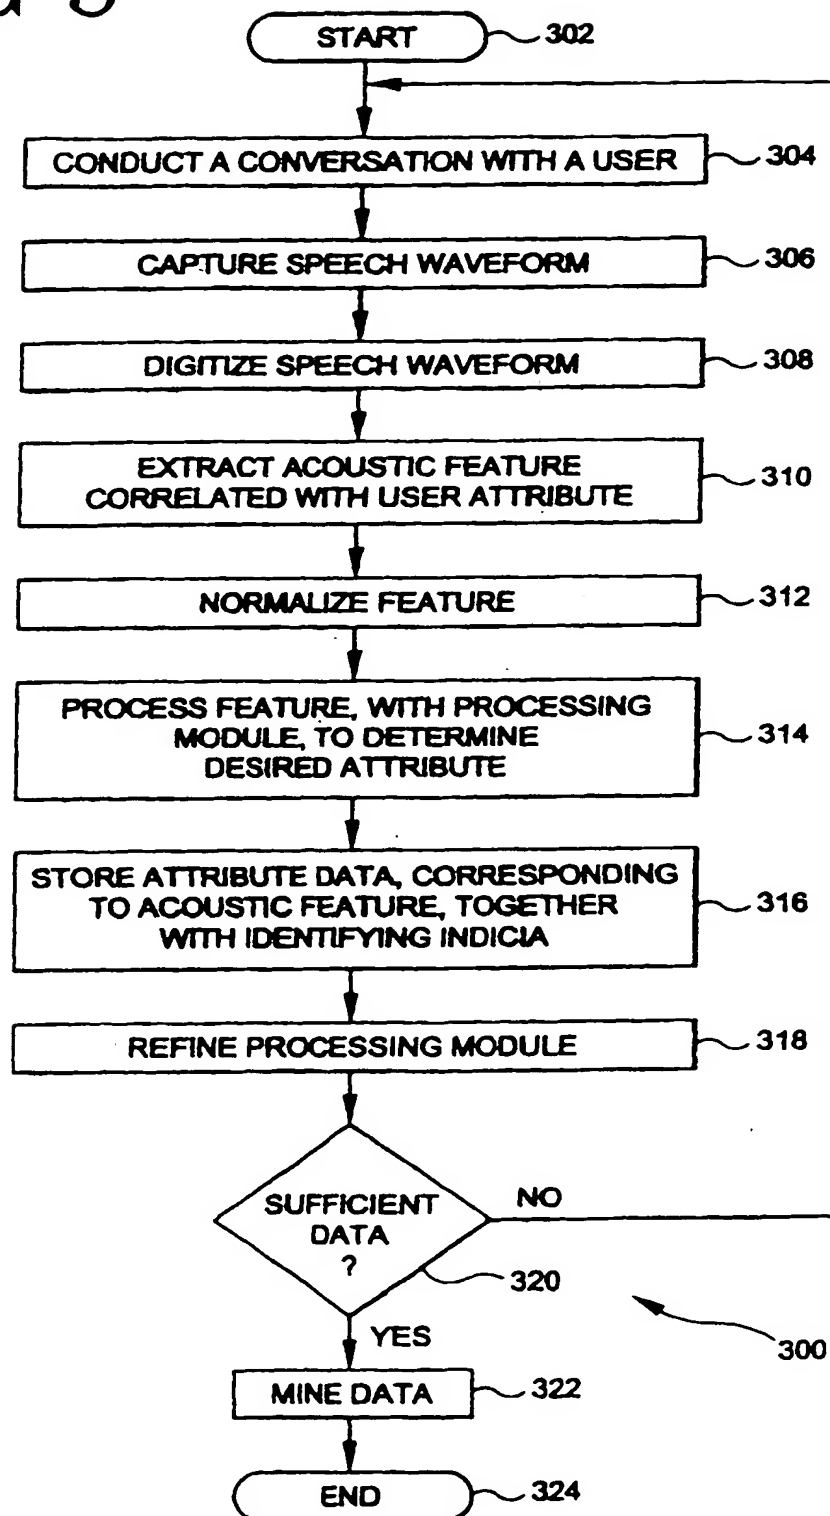 START
302
CONDUCT A CONVERSATION WITH A USER
304
CAPTURE SPEECH WAVEFORM
306
DIGITIZE SPEECH WAVEFORM
308
EXTRACT ACOUSTIC FEATURE
CORRELATED WITH USER ATTRIBUTE
310
NORMALIZE FEATURE
312
PROCESS FEATURE, WITH PROCESSING
MODULE, TO DETERMINE
DESIRED ATTRIBUTE
314
STORE ATTRIBUTE DATA, CORRESPONDING
TO ACOUSTIC FEATURE, TOGETHER
WITH IDENTIFYING INDICIA
316
REFINE PROCESSING MODULE
318
SUFFICIENT
DATA
?
NO
320
YES
300
MINE DATA
322
END
324